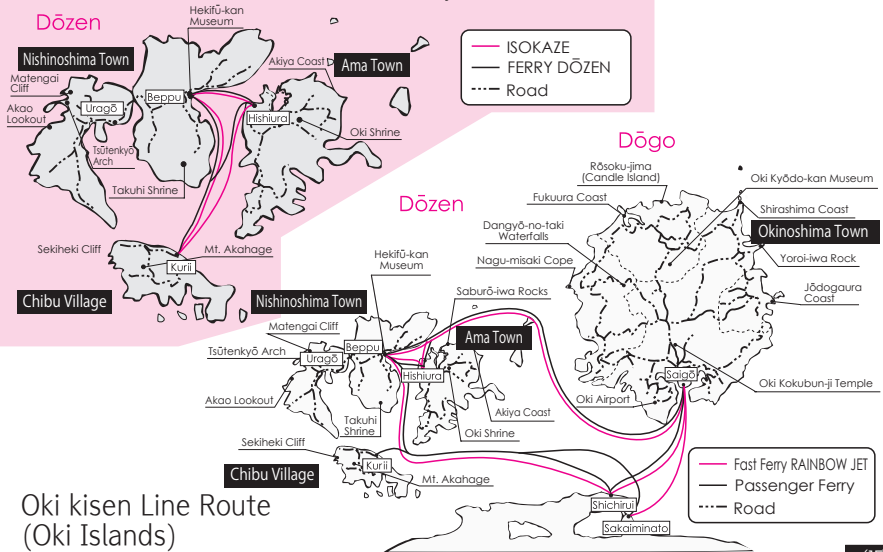 Dōzen
Hekifū-kan
Museum
Nishinoshima Town
Akiya Coast
Ama Town
Matengai
Cliff
Beppu
Uragō
Akao
Lookout
Hishiura
Oki Shrine
Tsūtenkyō
Arch
Takuhi Shrine
Sekiheki Cliff
Mt. Akahage
Kurii
Chibu Village
ISOKAZE
FERRY DŌZEN
Road
Dōgo
Dōzen
Rōsoku-jima
(Candle Island)
Oki Kyōdo-kan Museum
Fukuura Coast
Shirashima Coast
Dangyō-no-taki
Waterfalls
Okinoshima Town
Nagu-misaki Cope
Yoroi-iwa Rock
Jōdogaura
Coast
Hekifū-kan
Museum
Nishinoshima Town
Saburō-iwa Rocks
Matengai Cliff
Ama Town
Tsūtenkyō Arch
Beppu
Uragō
Hishiura
Saigō
Oki Kokubun-ji Temple
Akao Lookout
Oki Airport
Akiya Coast
Takuhi
Shrine
Oki Shrine
Sekiheki Cliff
Chibu Village
Kurii
Mt. Akahage
Shichirui
Sakaiminato
Fast Ferry RAINBOW JET
Passenger Ferry
Road
Oki kisen Line Route
(Oki Islands)